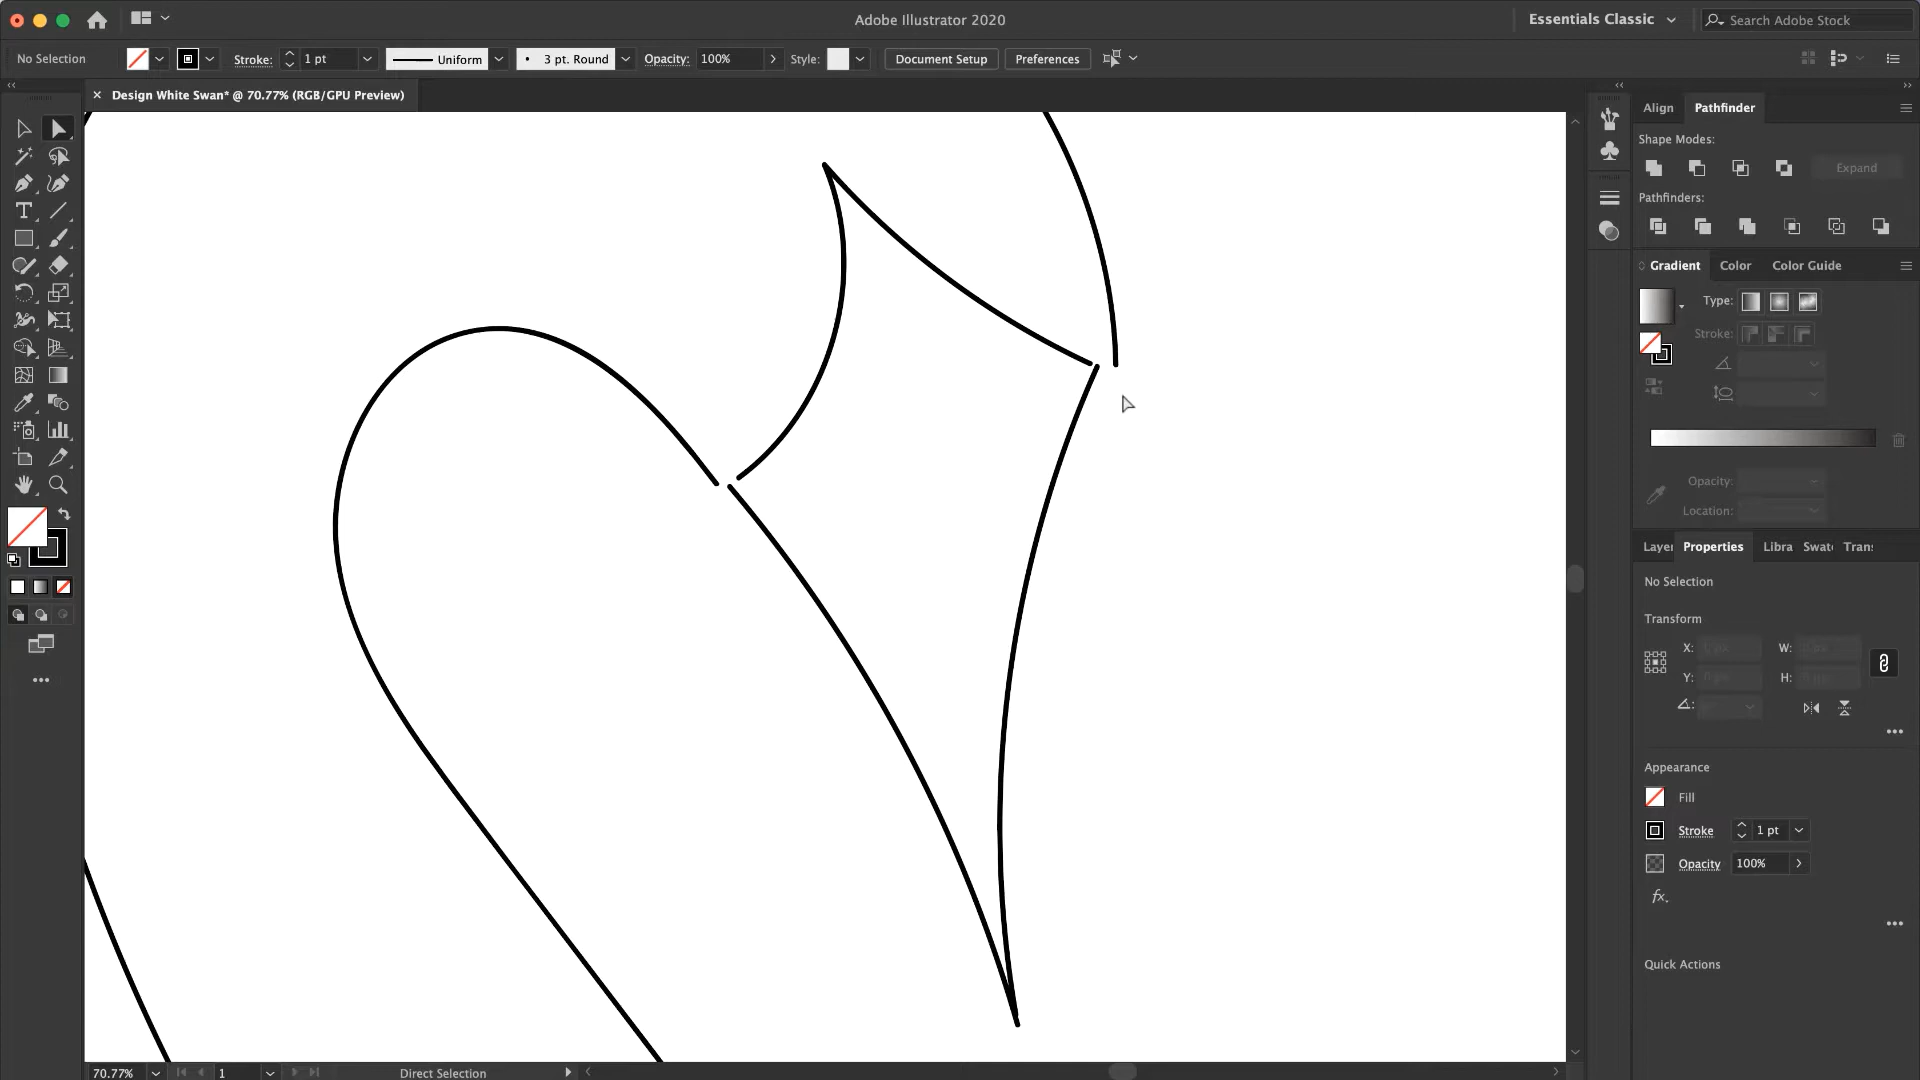 Adobe Illustrator 2020
Essentials Classic
Search Adobe Stock
No Selection
Stroke:
1 pt
Uniform
3 pt. Round
Opacity:
100%
Style:
Document Setup
Preferences
Design White Swan* @ 70.77% (RGB/GPU Preview)
Align
Pathfinder
Shape Modes:
Expand
Pathfinders:
Gradient
Color
Color Guide
Type:
Stroke:
Opacity:
Location:
Layer
Properties
Libra
Swatc
Trans
No Selection
Transform
X:
W:
Y:
H:
Appearance
Fill
Stroke
1 pt
Opacity
100%
fx.
Quick Actions
70.77%
1
Direct Selection